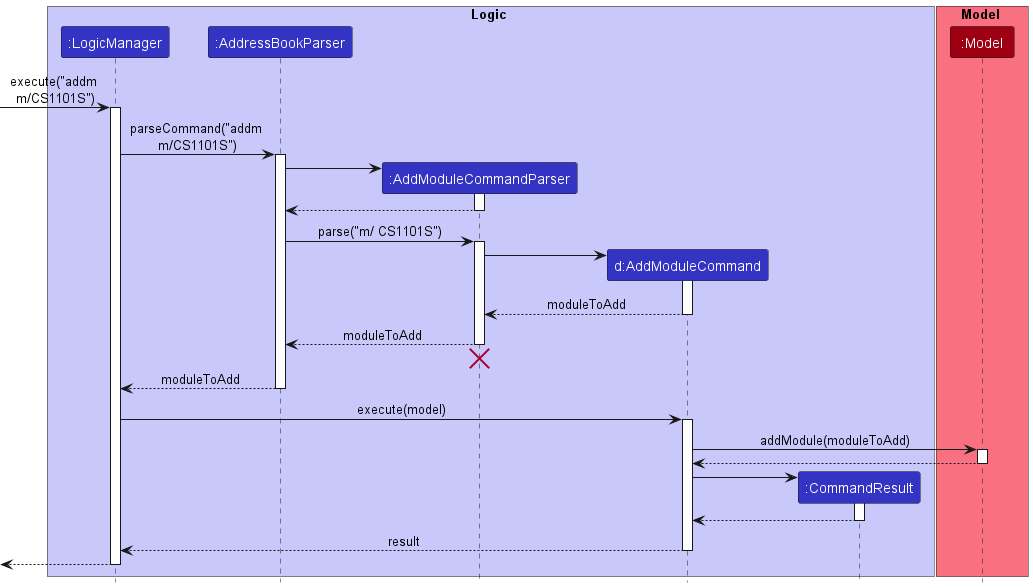 Logic
Model
:LogicManager
:AddressBookParser
:Model
execute("addm
m/CS1101S")
parseCommand("addm
m/CS1101S")
:AddModuleCommandParser
parse("m/ CS1101S")
d:AddModuleCommand
moduleToAdd
moduleToAdd
moduleToAdd
execute(model)
addModule(moduleToAdd)
:CommandResult
result